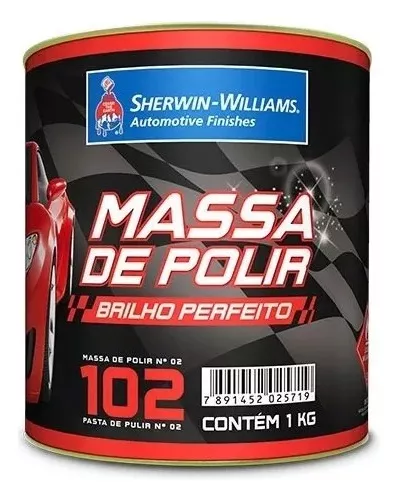 SHERWIN-WILLIAMS.
Automotive Finishes
MASSA
DE POLIR
BRILHO PERFEITO
MASSA DE POLIR Nº 02
102
PASTA DE PULIR Nº 02
7 891452 025719
CONTÉM 1 KG